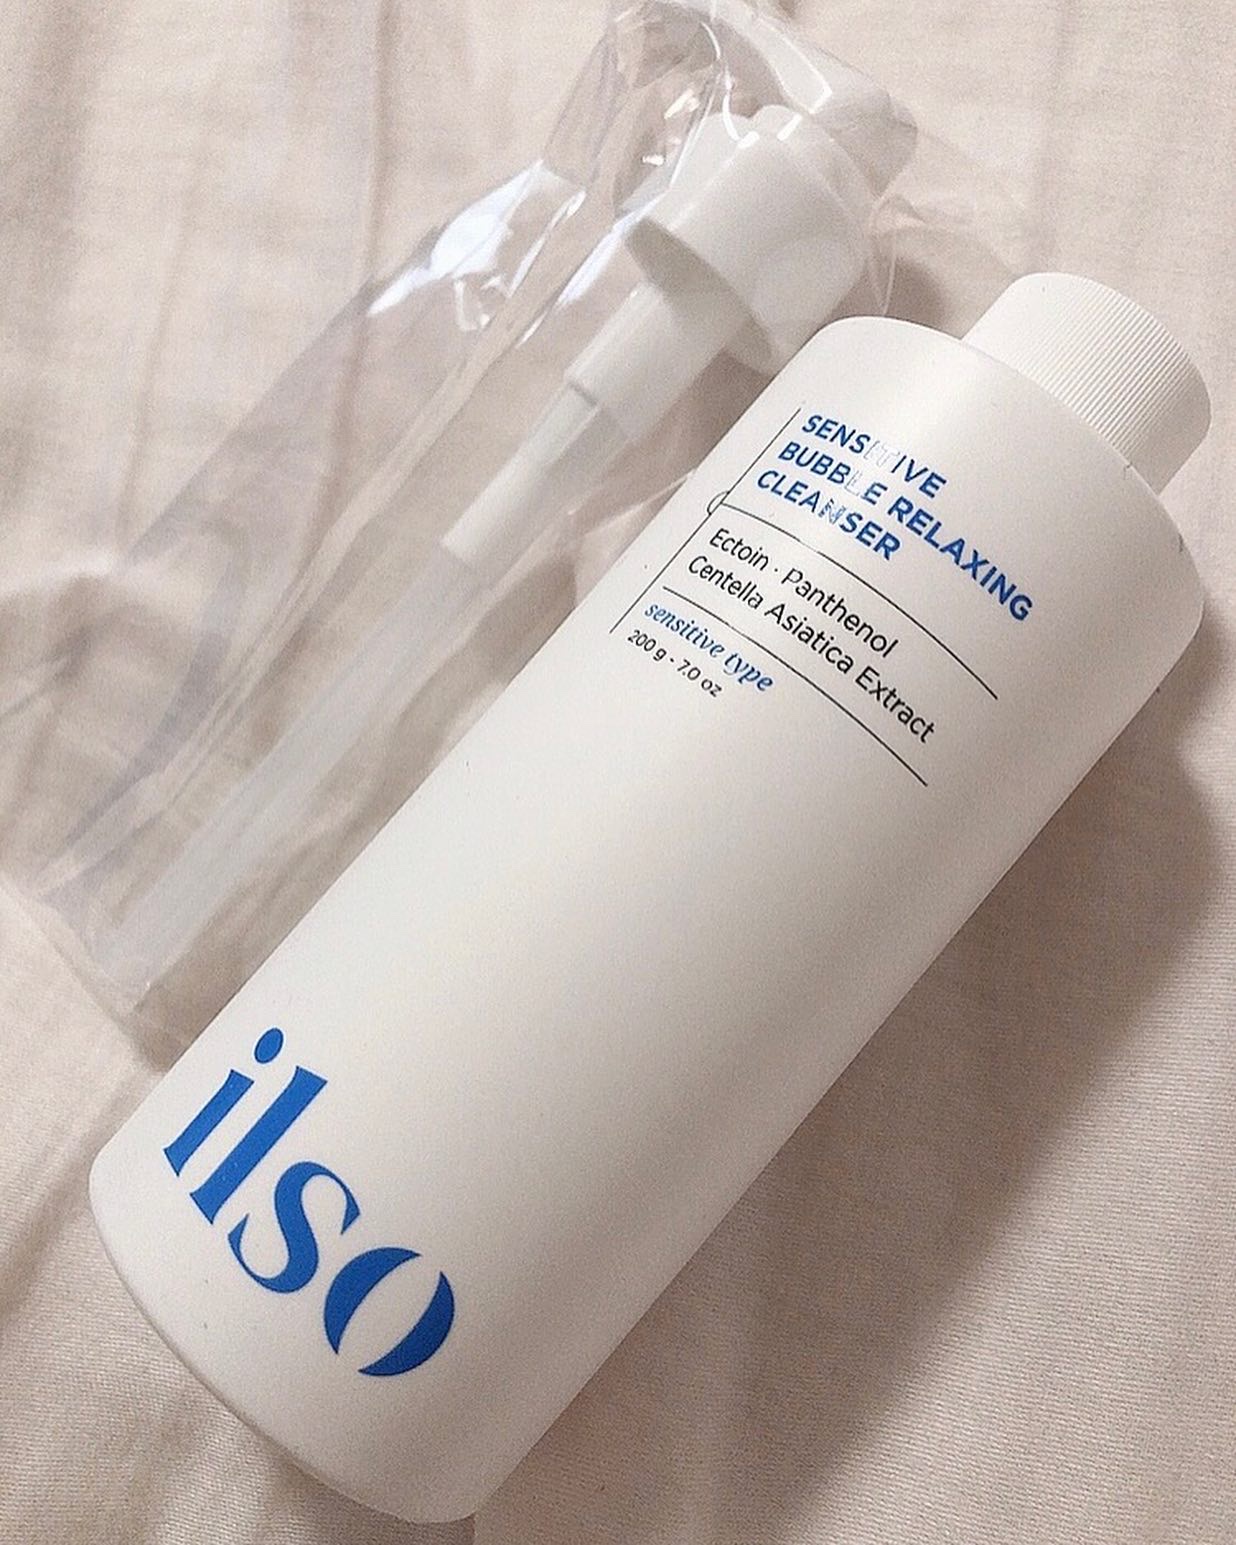 SENSITIVE
BUBBLE RELAXING
CLEANSER
Ectoin · Panthenol
Centella Asiatica Extract
sensitive type
200 g - 7.0 oz
ilso